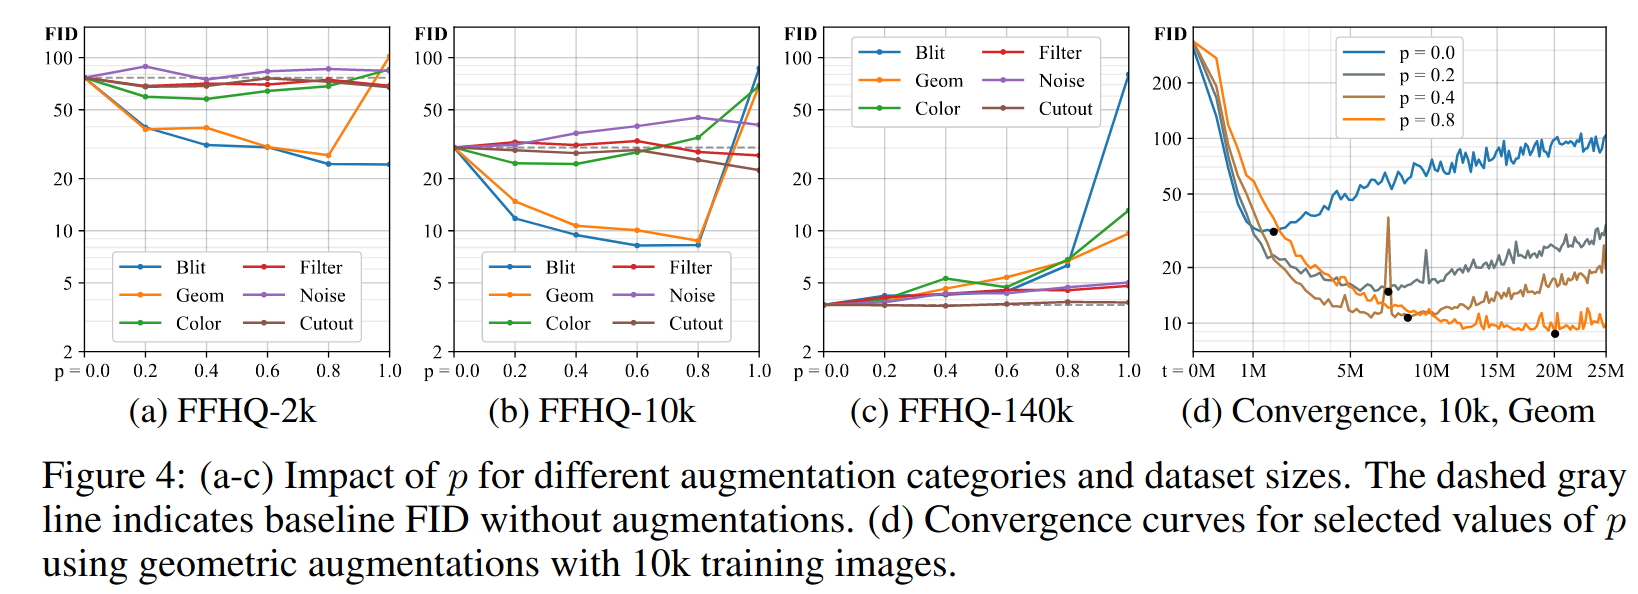 FID
100
50
20
10
5
2
Blit
Filter
Geom
Noise
Color
Cutout
p = 0.0 0.2 0.4 0.6 0.8 1.0
(a) FFHQ-2k
FID
100
50
20
10
5
2
Blit
Filter
Geom
Noise
Color
Cutout
p = 0.0 0.2 0.4 0.6 0.8 1.0
(b) FFHQ-10k
FID
100
50
20
10
5
2
Blit
Filter
Geom
Noise
Color
Cutout
p = 0.0 0.2 0.4 0.6 0.8 1.0
(c) FFHQ-140k
FID
200
100
50
20
10
p = 0.0
p = 0.2
p = 0.4
p = 0.8
t = 0M 1M 5M 10M 15M 20M 25M
(d) Convergence, 10k, Geom
Figure 4: (a-c) Impact of p for different augmentation categories and dataset sizes. The dashed gray
line indicates baseline FID without augmentations. (d) Convergence curves for selected values of p
using geometric augmentations with 10k training images.